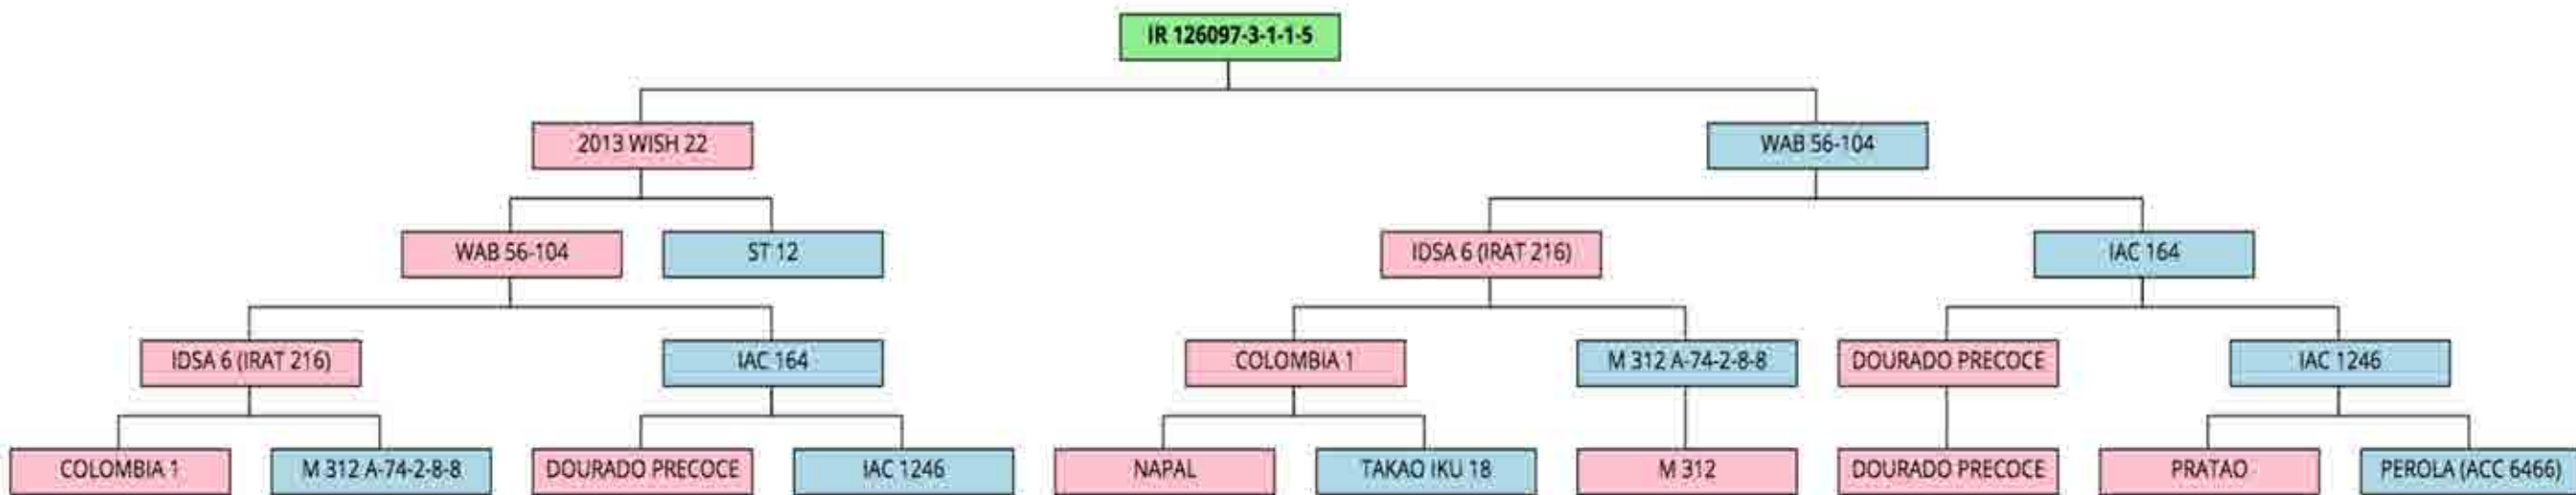 IR 126097-3-1-1-5
2013 WISH 22
WAB 56-104
WAB 56-104
ST 12
IDSA 6 (IRAT 216)
IAC 164
IDSA 6 (IRAT 216)
IAC 164
COLOMBIA 1
M 312 A-74-2-8-8
DOURADO PRECOCE
IAC 1246
COLOMBIA 1
M 312 A-74-2-8-8
DOURADO PRECOCE
IAC 1246
NAPAL
TAKAO IKU 18
M 312
DOURADO PRECOCE
PRATAO
PEROLA (ACC 6466)